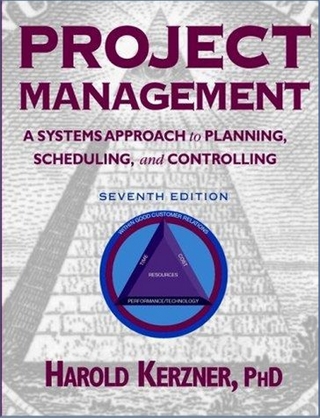 PROJECT
MANAGEMENT
A SYSTEMS APPROACH to PLANNING,
SCHEDULING, and CONTROLLING
SEVENTH EDITION
WITHIN GOOD CUSTOMER RELATIONS
TIME
COST
RESOURCES
PERFORMANCE/TECHNOLOGY
HAROLD KERZNER, PHD